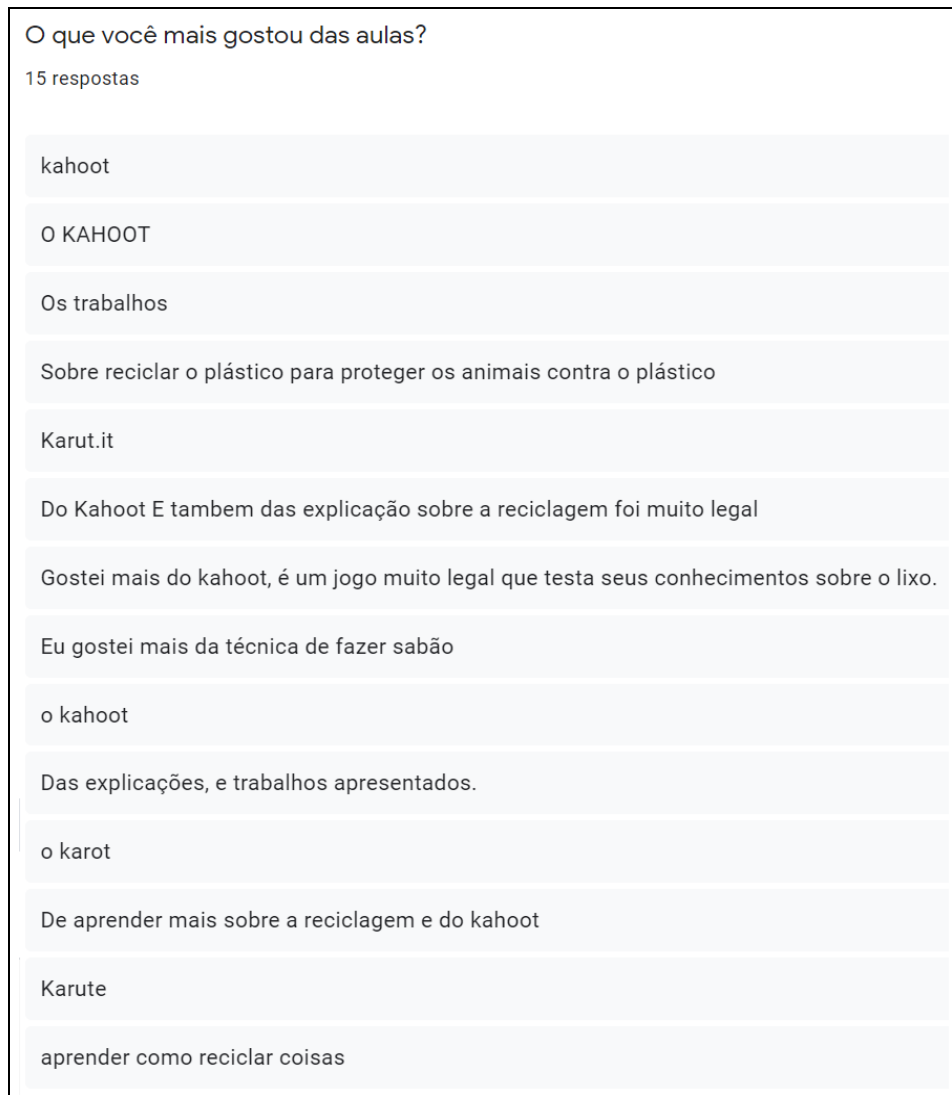 O que você mais gostou das aulas?
15 respostas
kahoot
O KAHOOT
Os trabalhos
Sobre reciclar o plástico para proteger os animais contra o plástico
Karut.it
Do Kahoot E tambem das explicação sobre a reciclagem foi muito legal
Gostei mais do kahoot, é um jogo muito legal que testa seus conhecimentos sobre o lixo.
Eu gostei mais da técnica de fazer sabão
o kahoot
Das explicações, e trabalhos apresentados.
o karot
De aprender mais sobre a reciclagem e do kahoot
Karute
aprender como reciclar coisas